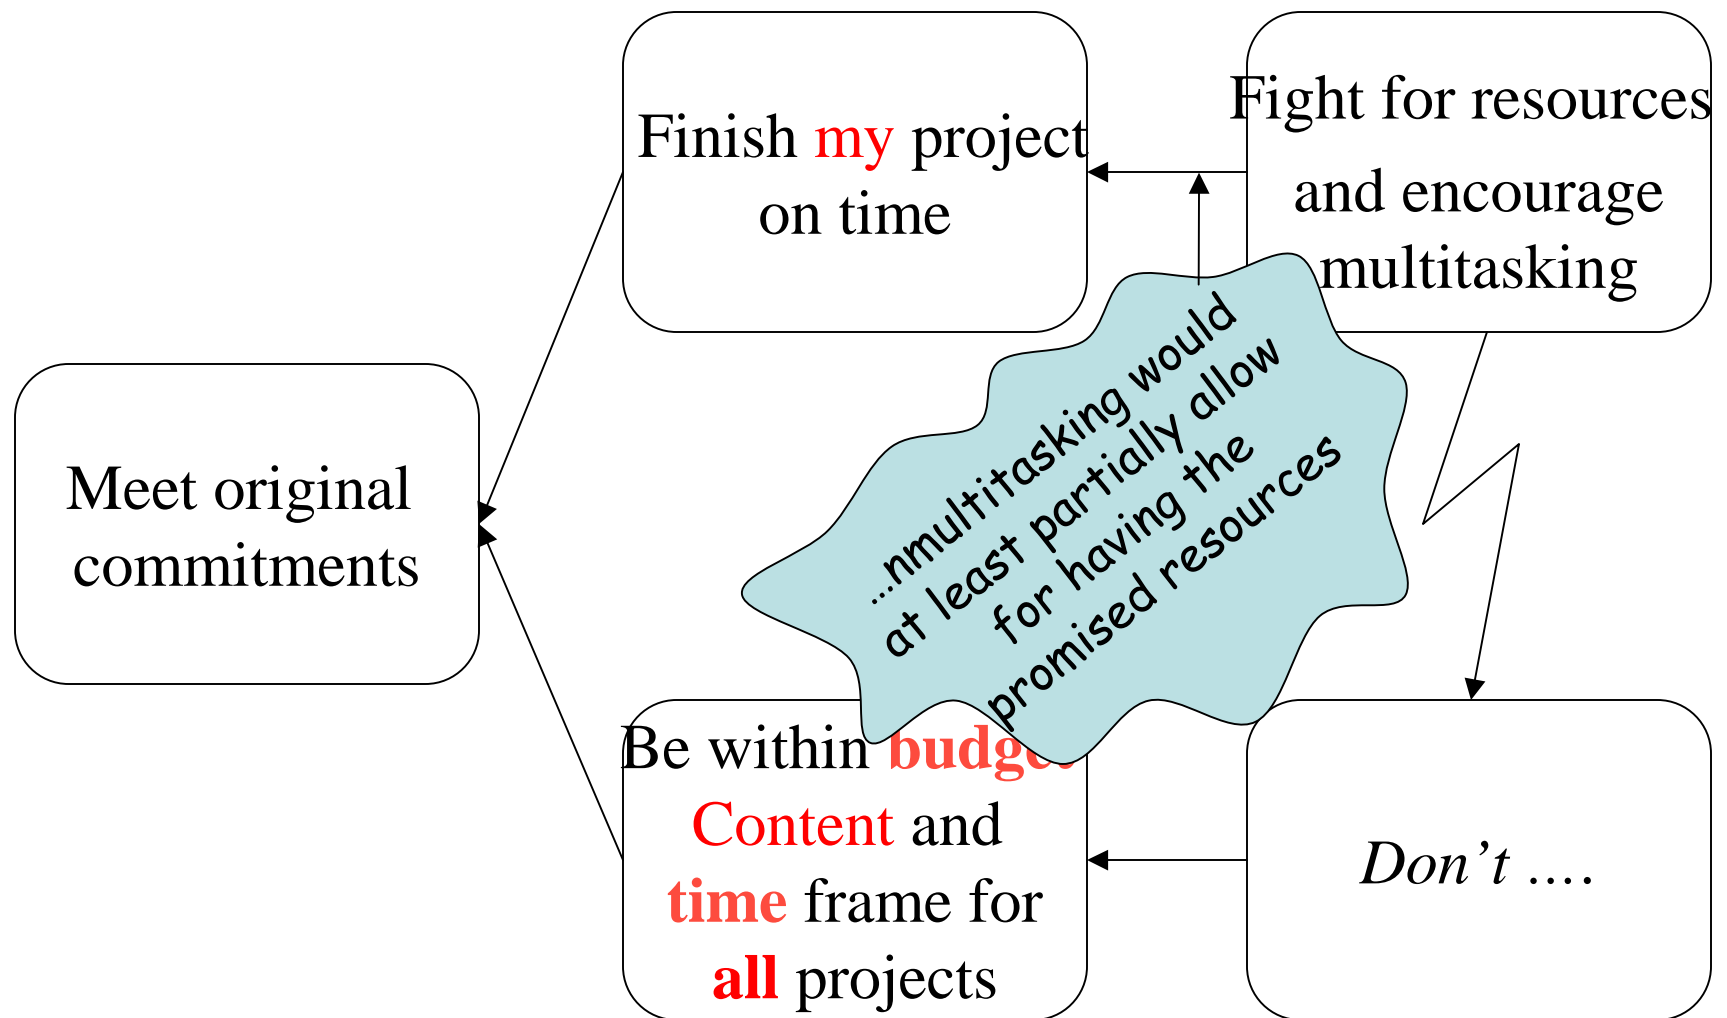 Finish my project
on time
Fight for resources
and encourage
multitasking
Meet original
commitments
...nmultitasking would
at least partially allow
for having the
promised resources
Be within
Content and
time frame for
all projects
Don’t ....